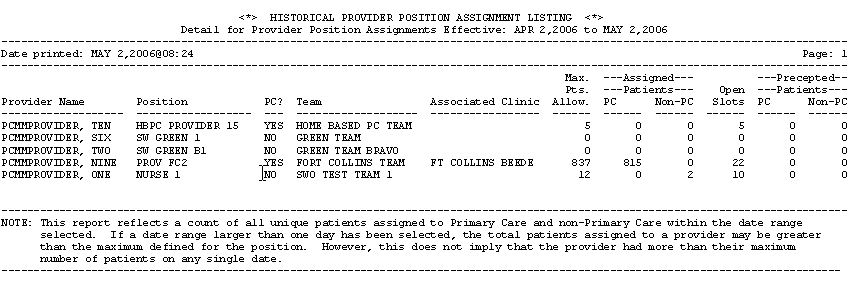 <*>  HISTORICAL PROVIDER POSITION ASSIGNMENT LISTING  <*>
Detail for Provider Position Assignments Effective: APR 2,2006 to MAY 2,2006
Date printed: MAY 2,2006@08:24 Page: 1
Max. ---Assigned--- ---Precepted---
Pts. ---Patients--- Open ---Patients---
Provider Name Position PC? Team Associated Clinic Allow. PC Non-PC Slots PC Non-PC
PCMMPROVIDER, TEN HBPC PROVIDER 15 YES HOME BASED PC TEAM 5 0 0 5 0 0
PCMMPROVIDER, SIX SW GREEN 1 NO GREEN TEAM 0 0 0 0 0 0
PCMMPROVIDER, TWO SW GREEN B1 NO GREEN TEAM BRAVO 0 0 0 0 0 0
PCMMPROVIDER, NINE PROV FC2 YES FORT COLLINS TEAM FT COLLINS BEEDE 837 815 0 22 0 0
PCMMPROVIDER, ONE NURSE 1 NO SWO TEST TEAM 1 12 0 2 10 0 0
NOTE: This report reflects a count of all unique patients assigned to Primary Care and non-Primary Care within the date range
selected.  If a date range larger than one day has been selected, the total patients assigned to a provider may be greater
than the maximum defined for the position.  However, this does not imply that the provider had more than their maximum
number of patients on any single date.